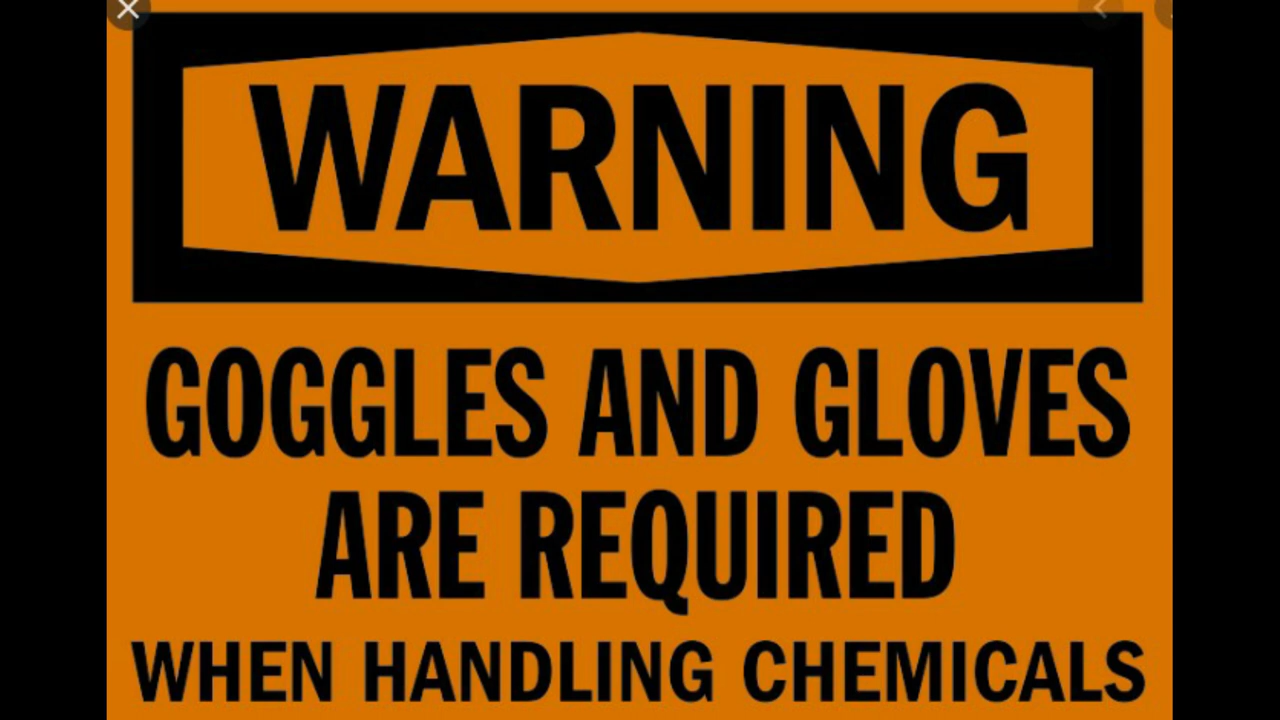 WARNING
GOGGLES AND GLOVES
ARE REQUIRED
WHEN HANDLING CHEMICALS